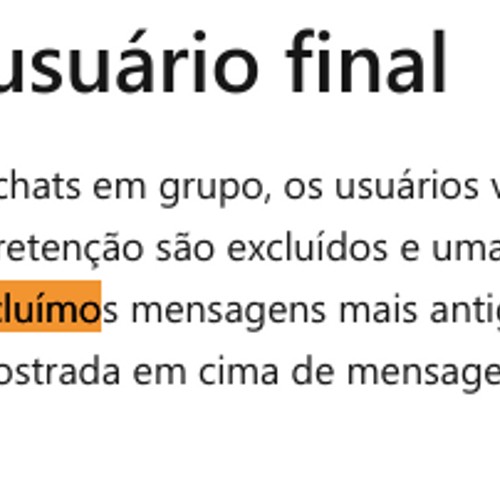 usuário final
chats em grupo, os usuários v
retenção são excluídos e uma
cluímos mensagens mais antig
ostrada em cima de mensage